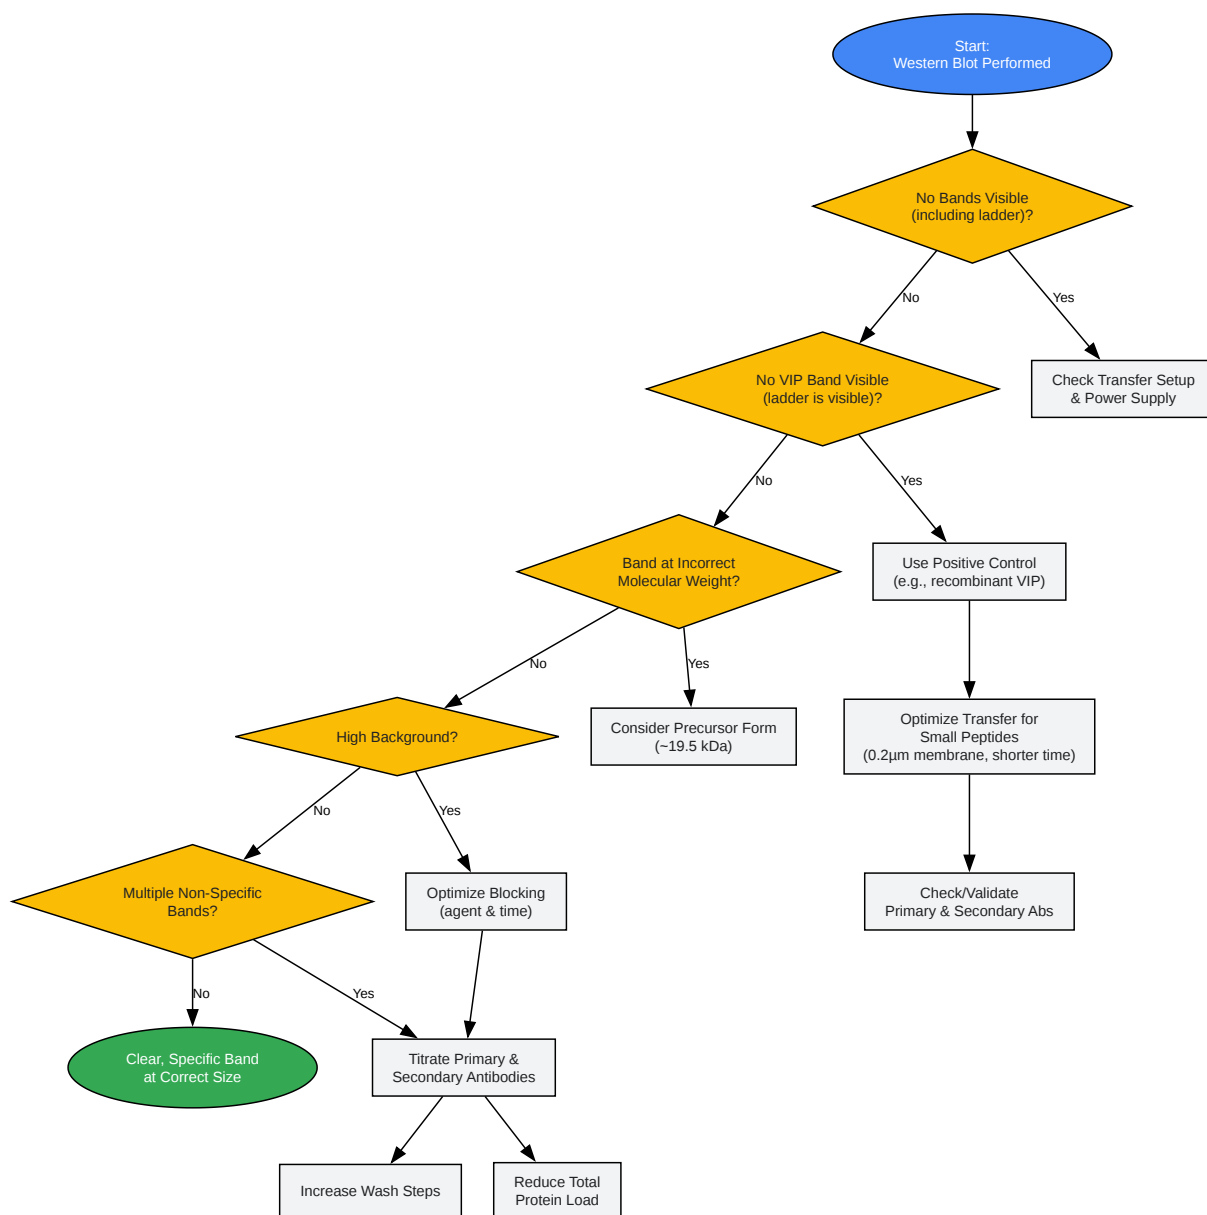 Start:
Western Blot Performed
No Bands Visible
(including ladder)?
No
Yes
No VIP Band Visible
(ladder is visible)?
Check Transfer Setup
& Power Supply
No
Yes
Band at Incorrect
Molecular Weight?
Use Positive Control
(e.g., recombinant VIP)
No
Yes
High Background?
Consider Precursor Form
(~19.5 kDa)
Optimize Transfer for
Small Peptides
(0.2µm membrane, shorter time)
No
Yes
Multiple Non-Specific
Bands?
Optimize Blocking
(agent & time)
Check/Validate
Primary & Secondary Abs
No
Yes
Clear, Specific Band
at Correct Size
Titrate Primary &
Secondary Antibodies
Increase Wash Steps
Reduce Total
Protein Load